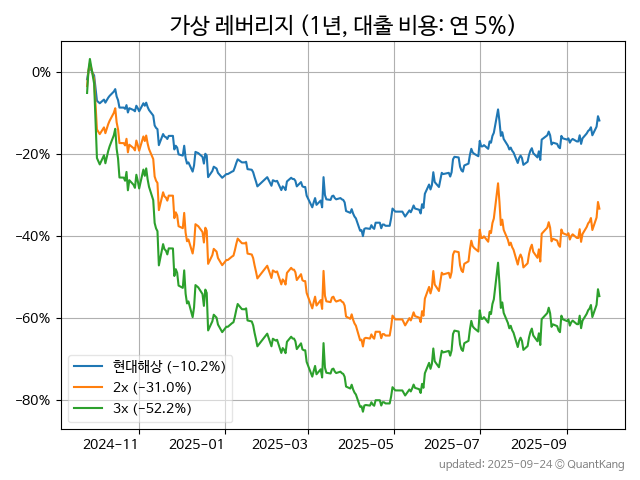 가상 레버리지 (1년, 대출 비용: 연 5%)
0%
−20%
−40%
−60%
−80%
현대해상 (−10.2%)
2x (−31.0%)
3x (−52.2%)
2024-11
2025-01
2025-03
2025-05
2025-07
2025-09
updated: 2025-09-24 © QuantKang